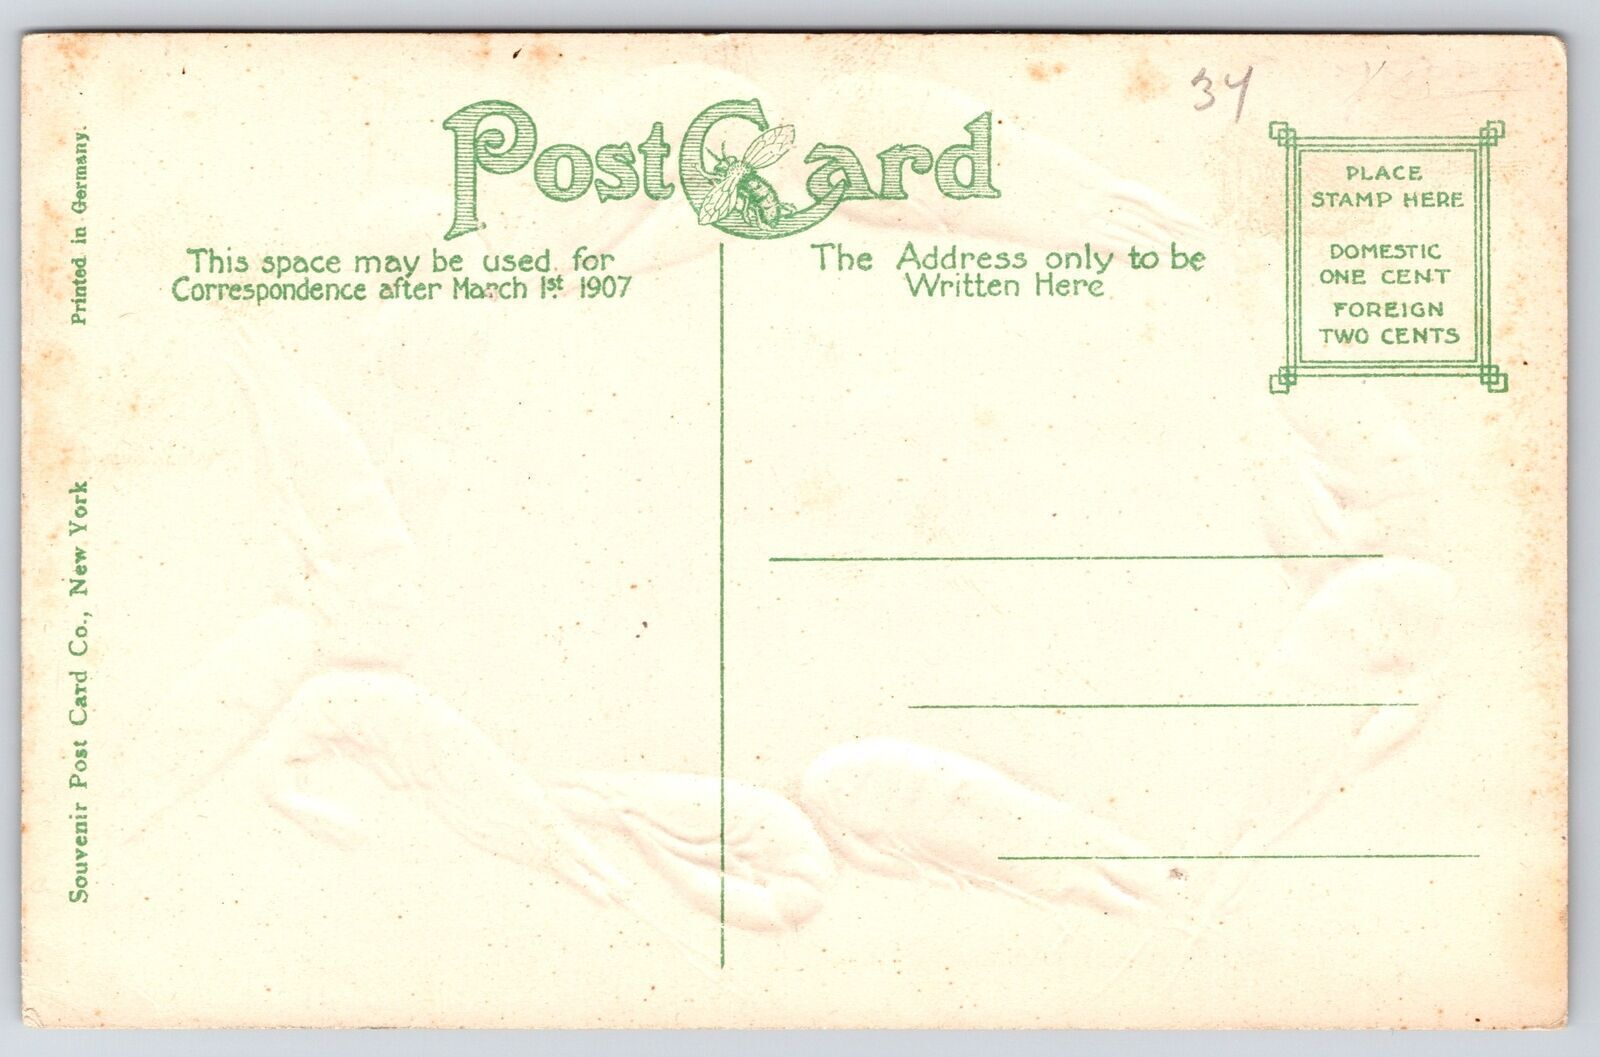 34
Post Card
This space may be used for
Correspondence after March 1st 1907
The Address only to be
Written Here
PLACE
STAMP HERE
DOMESTIC
ONE CENT
FOREIGN
TWO CENTS
Printed in Germany.
Souvenir Post Card Co., New York